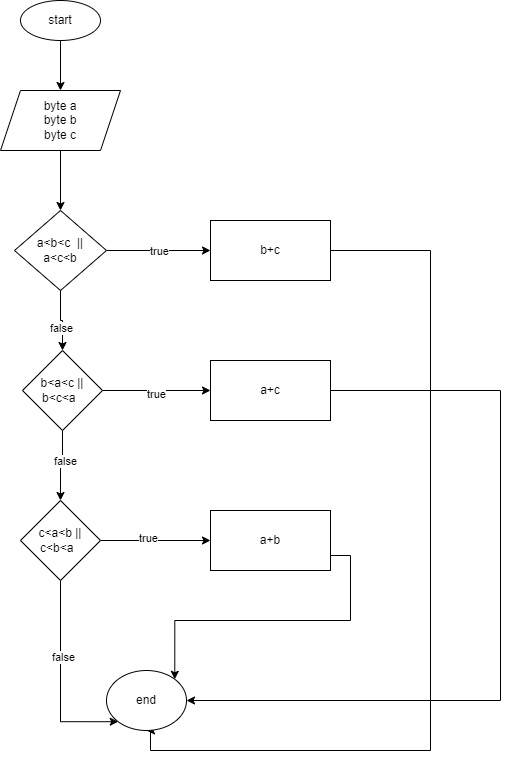 start
byte a
byte b
byte c
a<b<c ||
a<c<b
true
b+c
false
b<a<c ||
b<c<a
true
a+c
false
c<a<b ||
c<b<a
true
a+b
false
end